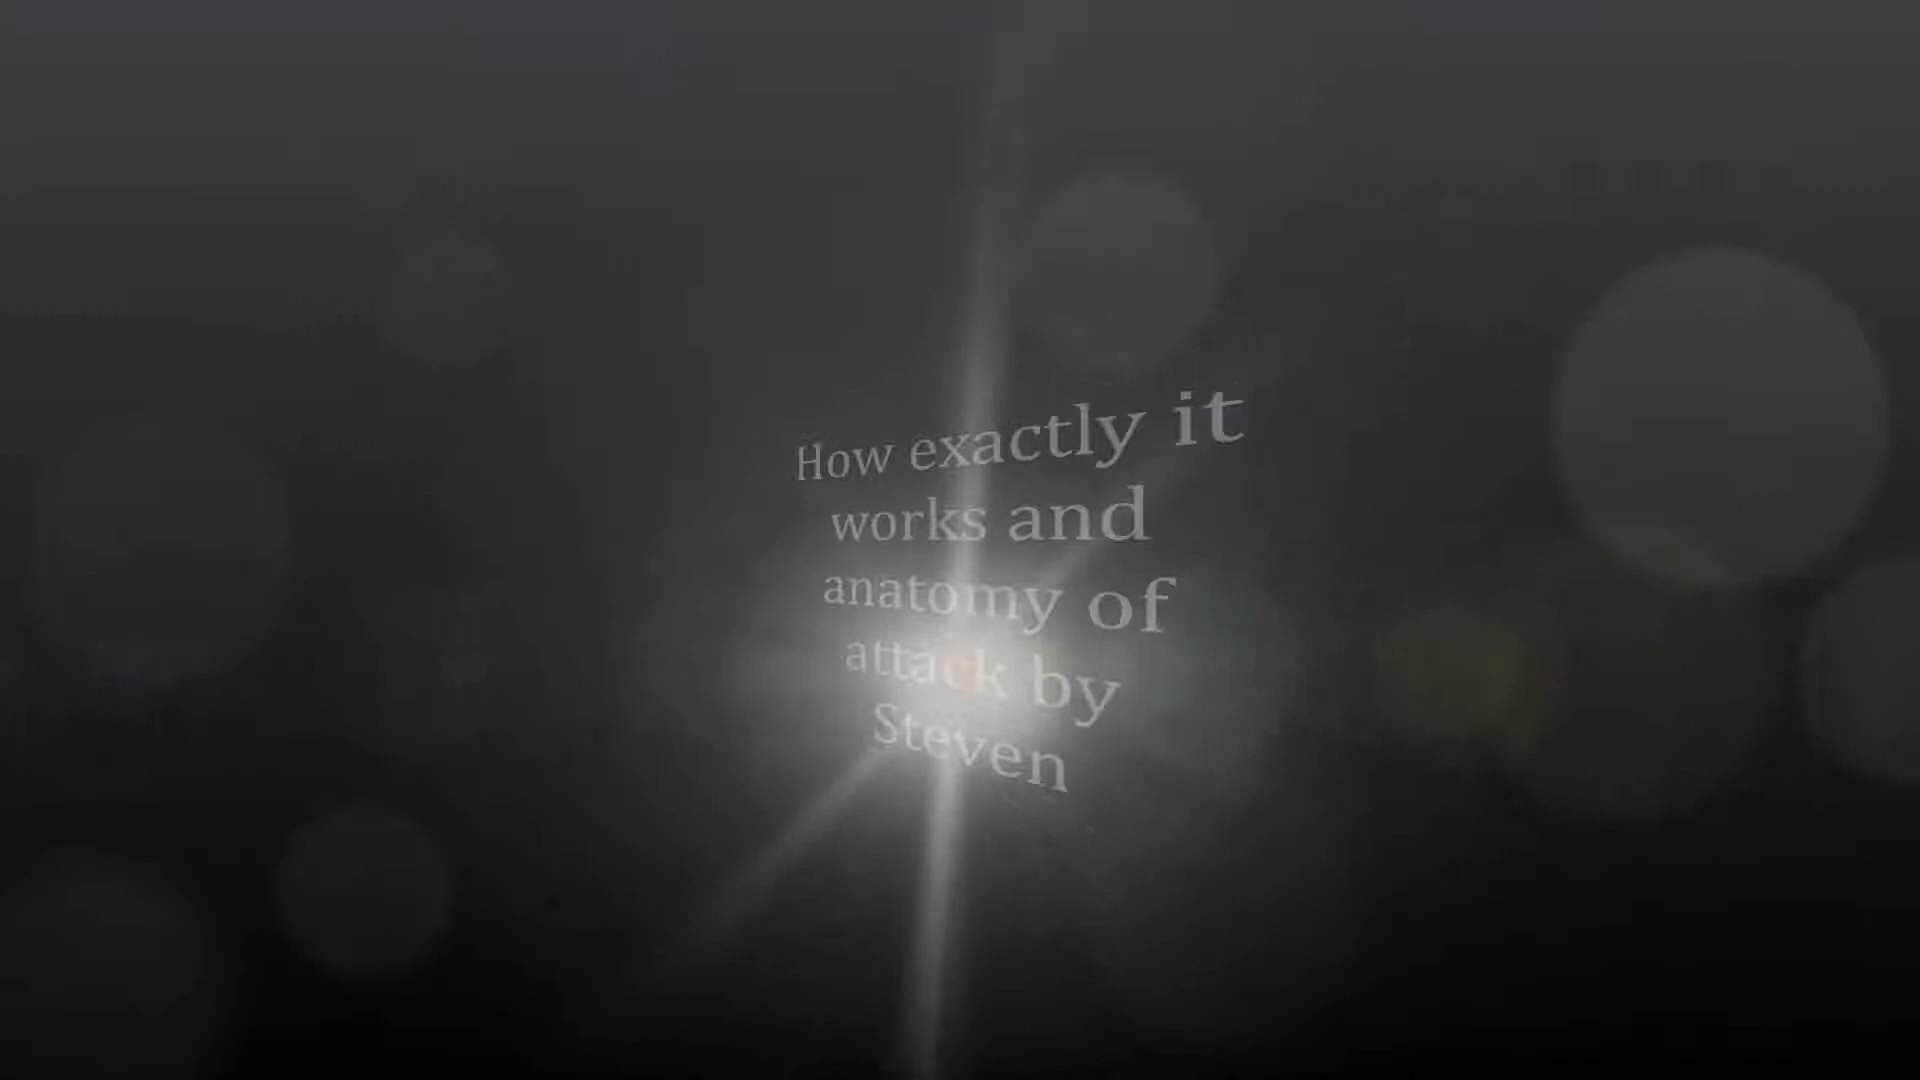 How exactly it
works and
anatomy of
attack by
Steven